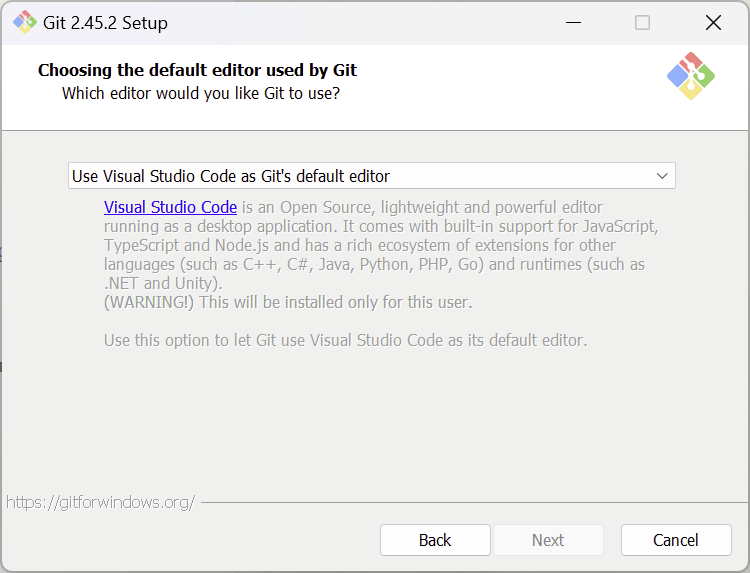 Git 2.45.2 Setup
Choosing the default editor used by Git
Which editor would you like Git to use?
Use Visual Studio Code as Git's default editor
Visual Studio Code is an Open Source, lightweight and powerful editor
running as a desktop application. It comes with built-in support for JavaScript,
TypeScript and Node.js and has a rich ecosystem of extensions for other
languages (such as C++, C#, Java, Python, PHP, Go) and runtimes (such as
.NET and Unity).
(WARNING!) This will be installed only for this user.
Use this option to let Git use Visual Studio Code as its default editor.
https://gitforwindows.org/
Back
Next
Cancel